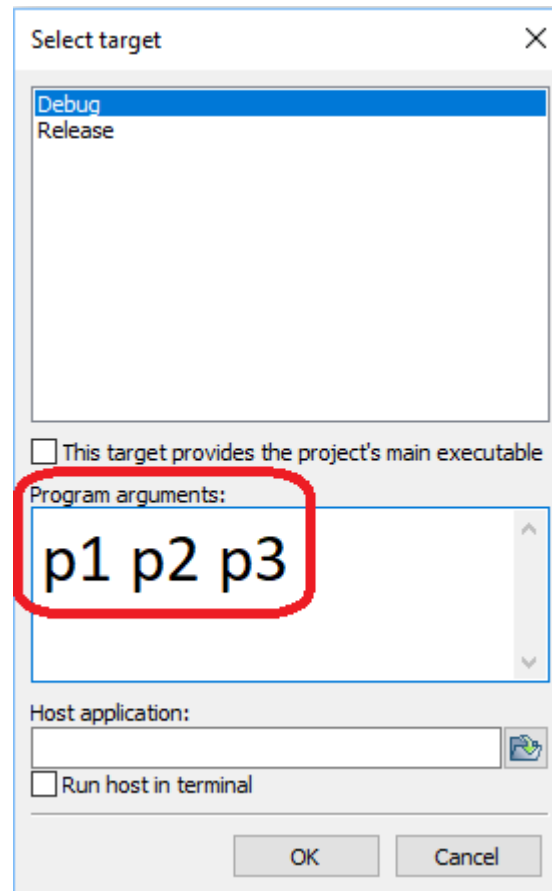 Select target
Debug
Release
This target provides the project's main executable
Program arguments:
p1 p2 p3
Host application:
Run host in terminal
OK Cancel